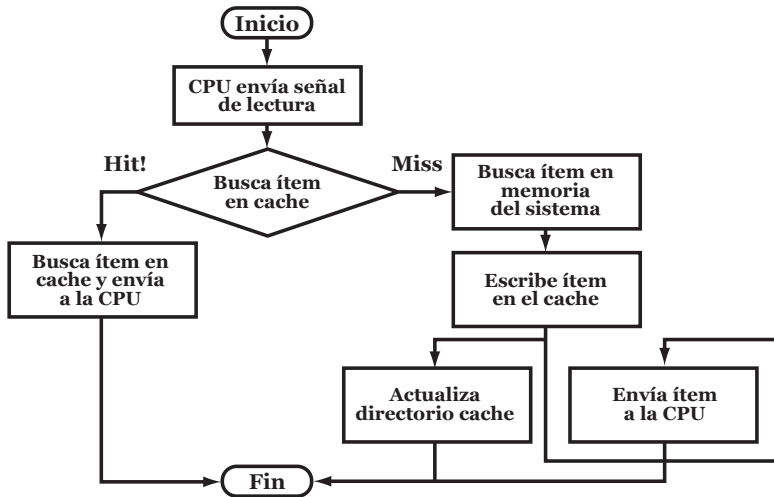 Inicio
CPU envía señal
de lectura
Hit!
Miss
Busca ítem
en cache
Busca ítem en
memoria
del sistema
Busca ítem en
cache y envía
a la CPU
Escribe ítem
en el cache
Actualiza
directorio cache
Envía ítem
a la CPU
Fin